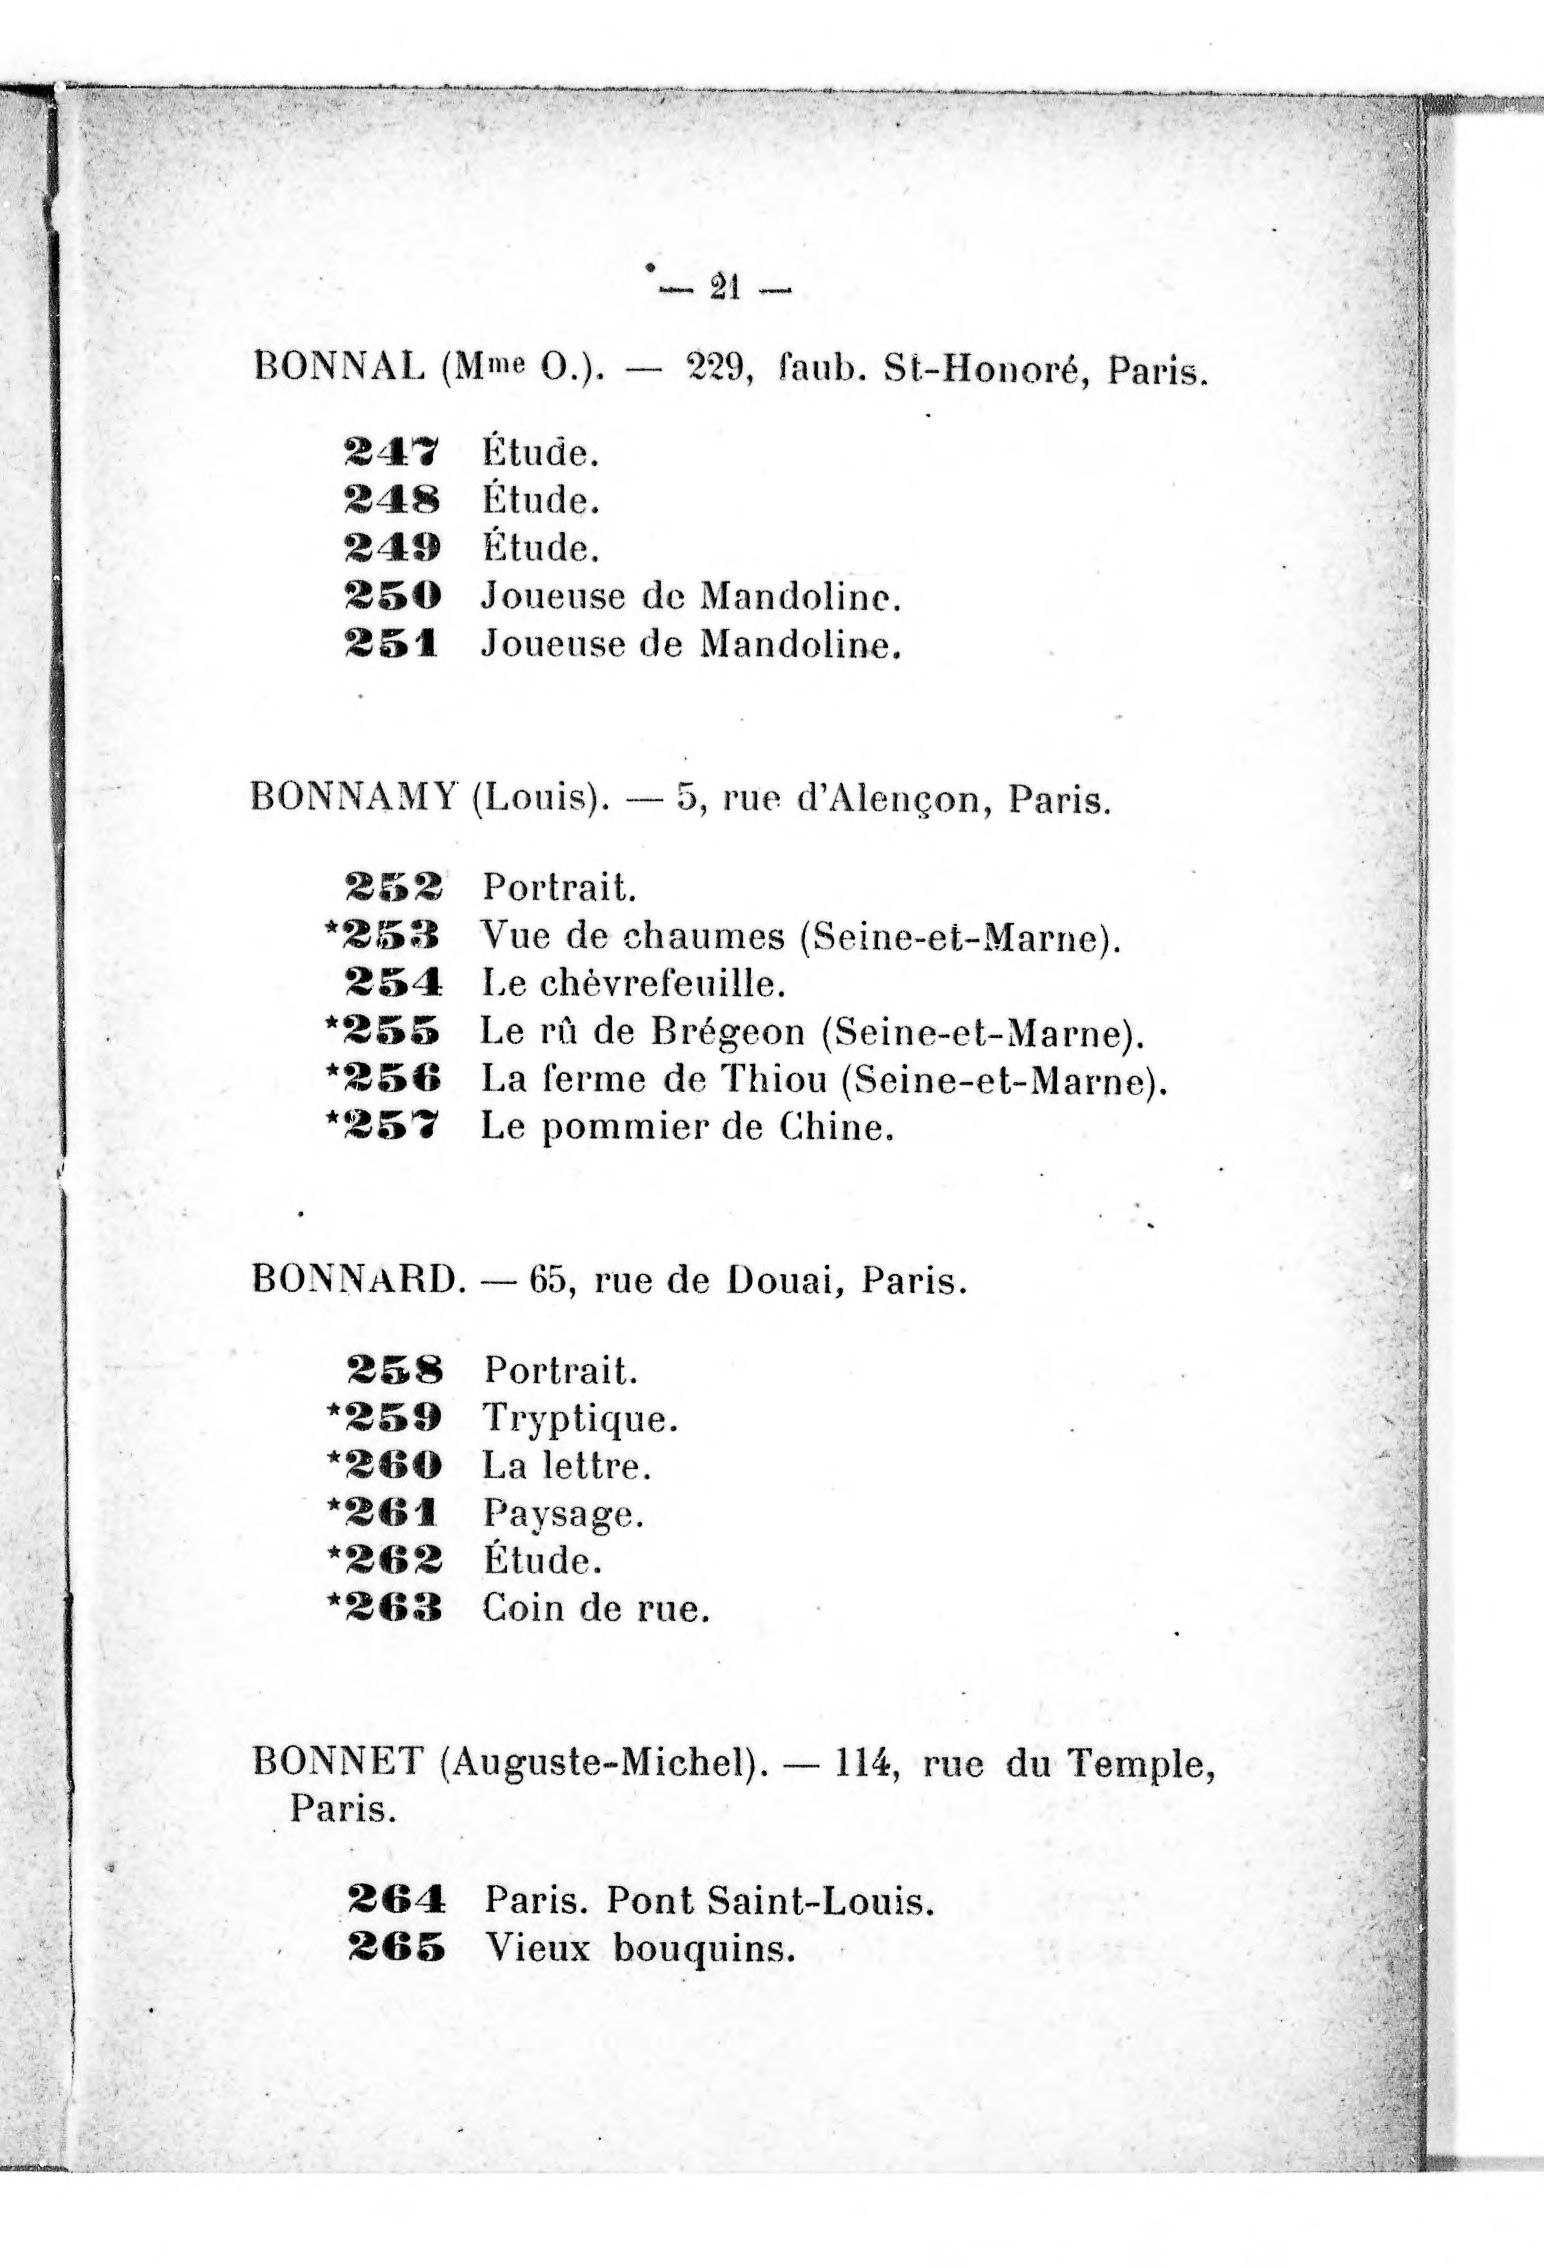 — 21 —
BONNAL (Mme O.). — 229, faub. St-Honoré, Paris.
247 Étude.
248 Étude.
249 Étude.
250 Joueuse de Mandoline.
251 Joueuse de Mandoline.
BONNAMY (Louis). — 5, rue d'Alençon, Paris.
252 Portrait.
*253 Vue de chaumes (Seine-et-Marne).
254 Le chèvrefeuille.
*255 Le rû de Brégeon (Seine-et-Marne).
*256 La ferme de Thiou (Seine-et-Marne).
*257 Le pommier de Chine.
BONNARD. — 65, rue de Douai, Paris.
258 Portrait.
*259 Tryptique.
*260 La lettre.
*261 Paysage.
*262 Étude.
*263 Coin de rue.
BONNET (Auguste-Michel). — 114, rue du Temple,
Paris.
264 Paris. Pont Saint-Louis.
265 Vieux bouquins.